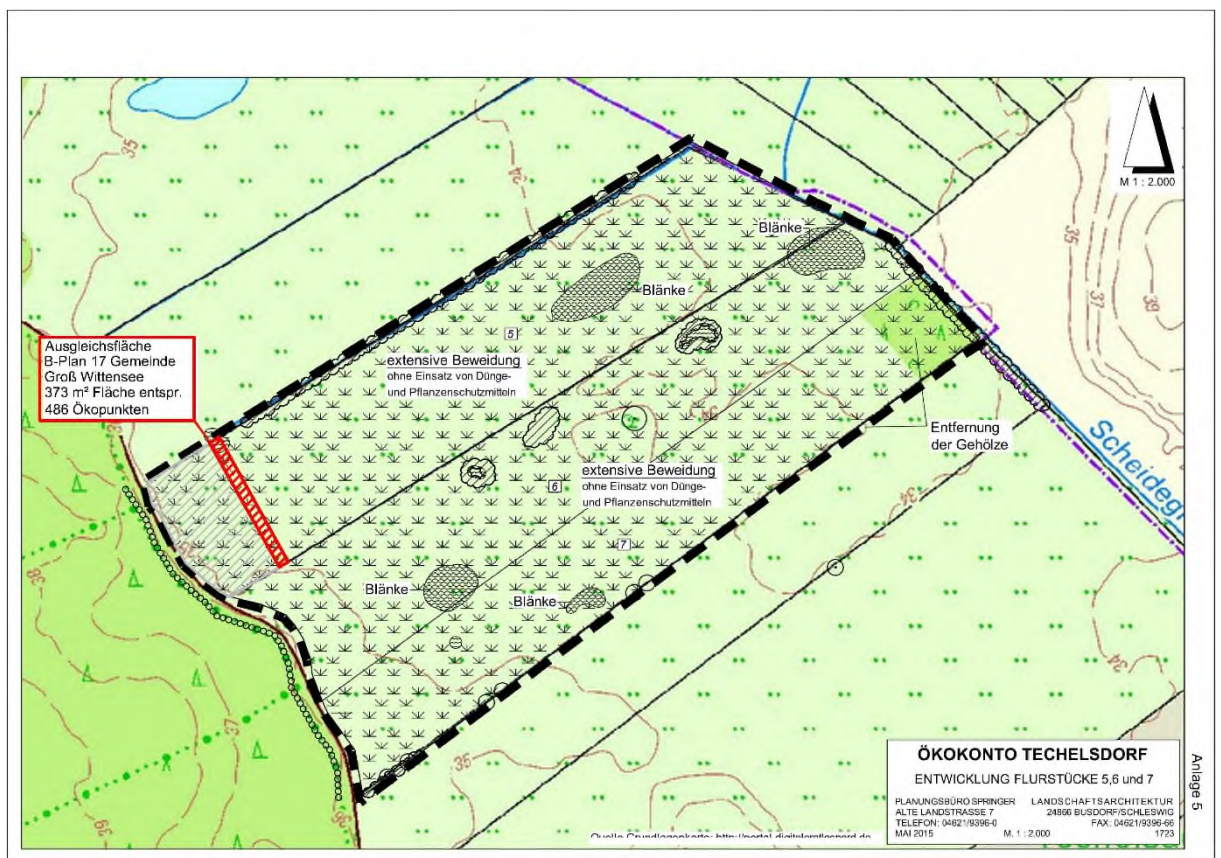 M 1 : 2.000
35
34
35
37
39
Blänke
Blänke
5
extensive Beweidung
ohne Einsatz von Dünge-
und Pflanzenschutzmitteln
Ausgleichsfläche
B-Plan 17 Gemeinde
Groß Wittensee
373 m² Fläche entspr.
486 Ökopunkten
Entfernung
der Gehölze
extensive Beweidung
ohne Einsatz von Dünge-
und Pflanzenschutzmitteln
6
7
34
34
38
37
39
36
35
Blänke
Blänke
ÖKOKONTO TECHELSDORF
ENTWICKLUNG FLURSTÜCKE 5,6 und 7
PLANUNGSBÜRO SPRINGER LANDSCHAFTSARCHITEKTUR
ALTE LANDSTRASSE 7 24866 BUSDORF/SCHLESWIG
TELEFON: 04621/9396-0 FAX: 04621/9396-66
MAI 2015 M. 1 : 2.000 1723
Anlage 5